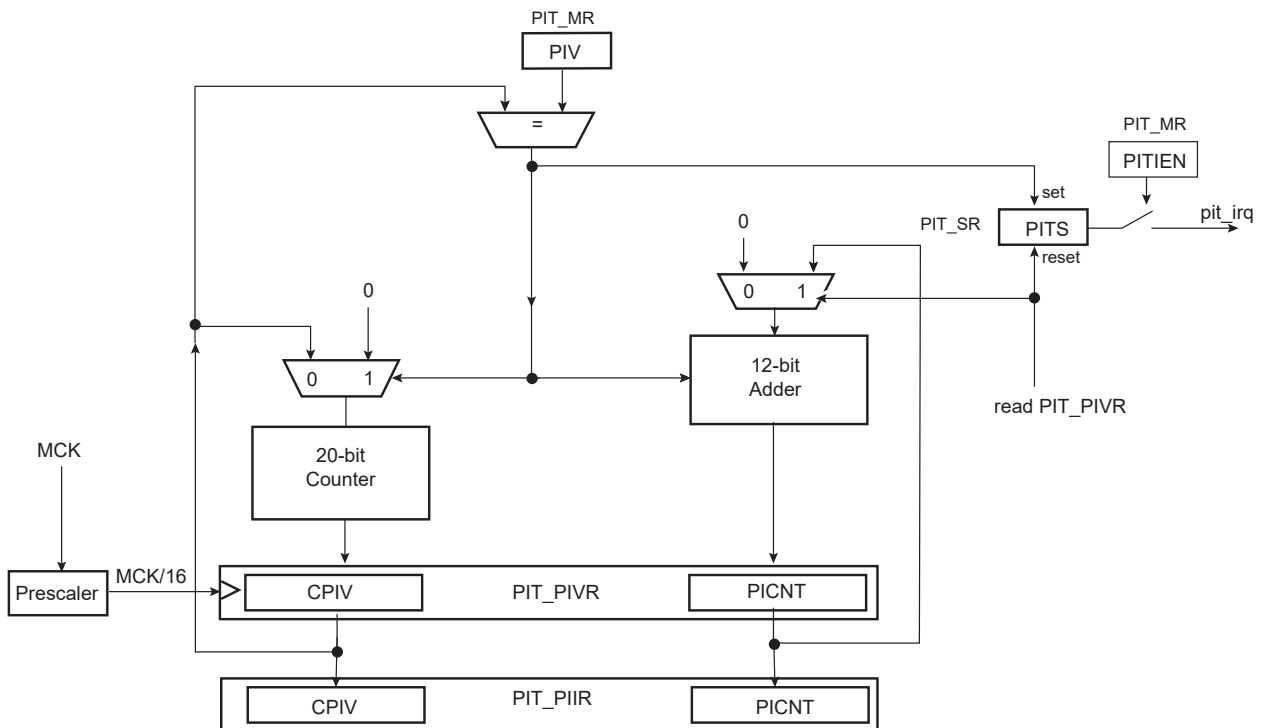 PIT_MR
PIV
=
PIT_MR
PITIEN
set
PIT_SR
PITS
pit_irq
reset
0
0 1
0
0 1
12-bit
Adder
read PIT_PIVR
MCK
20-bit
Counter
MCK/16
Prescaler
CPIV
PIT_PIVR
PICNT
CPIV
PIT_PIIR
PICNT